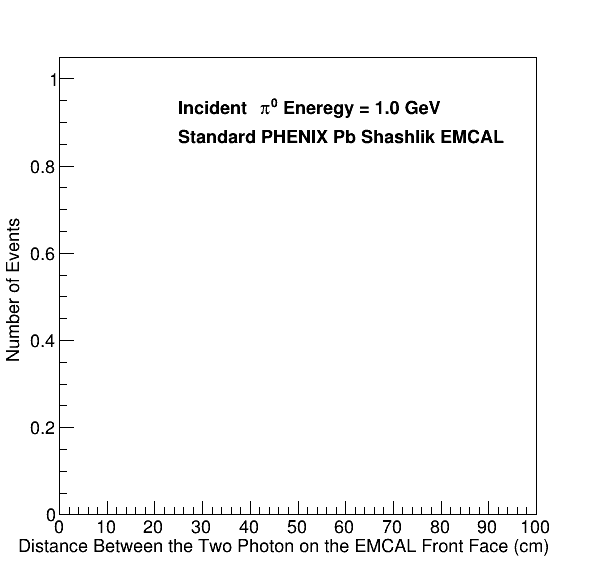 Incident π⁰ Eneregy = 1.0 GeV
Standard PHENIX Pb Shashlik EMCAL
Number of Events
1
0.8
0.6
0.4
0.2
0
0 10 20 30 40 50 60 70 80 90 100
Distance Between the Two Photon on the EMCAL Front Face (cm)